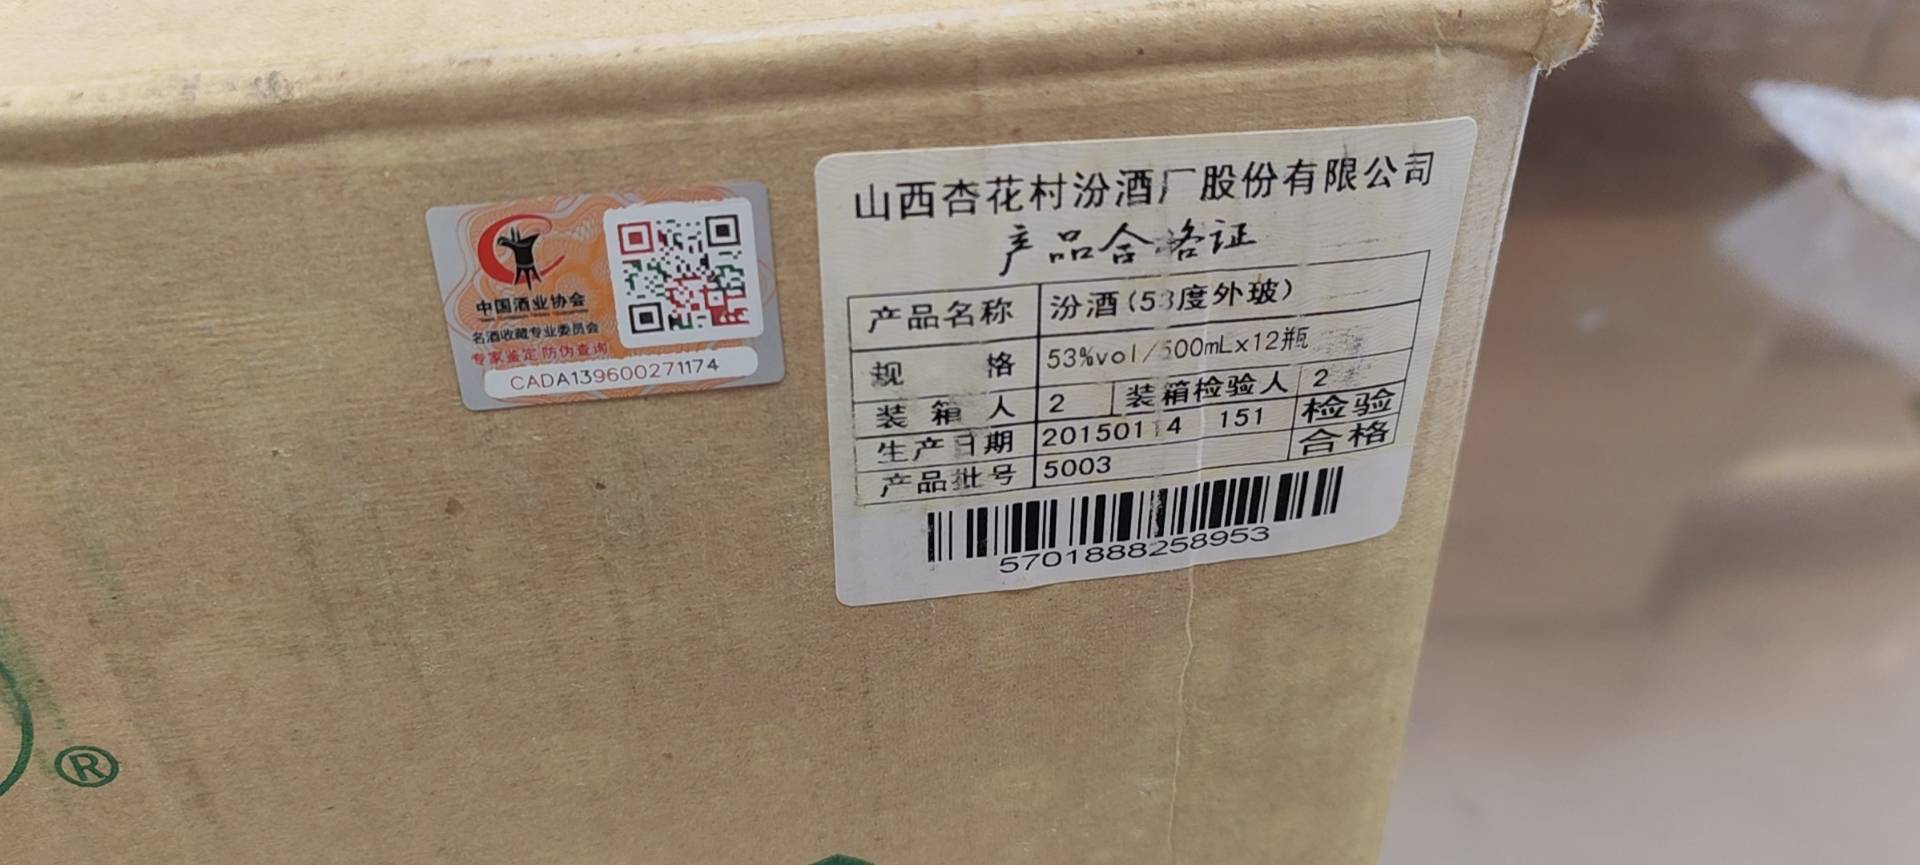 中国酒业协会
名酒收藏专业委员会
专家鉴定 防伪查询
CADA139600271174
山西杏花村汾酒厂股份有限公司
产品合格证
产品名称 汾酒(53度外玻)
规格 53%vol/500mLx12瓶
装箱人 2 装箱检验人 2
生产日期 20150114 151 检验
合格
产品批号 5003
5701888258953
®